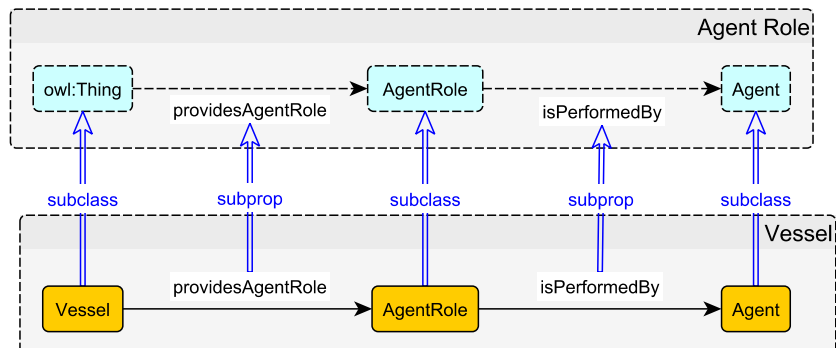 Agent Role
owl:Thing
AgentRole
Agent
providesAgentRole
isPerformedBy
subclass
subprop
subclass
subprop
subclass
Vessel
providesAgentRole
isPerformedBy
Vessel
AgentRole
Agent